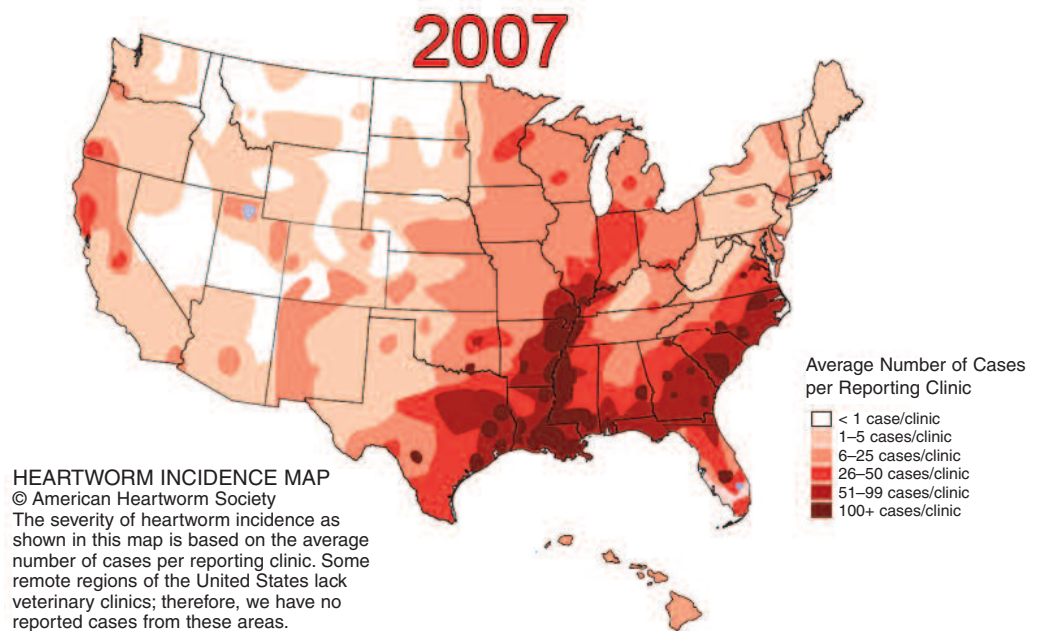 2007
Average Number of Cases
per Reporting Clinic
< 1 case/clinic
1–5 cases/clinic
6–25 cases/clinic
26–50 cases/clinic
51–99 cases/clinic
100+ cases/clinic
HEARTWORM INCIDENCE MAP
© American Heartworm Society
The severity of heartworm incidence as
shown in this map is based on the average
number of cases per reporting clinic. Some
remote regions of the United States lack
veterinary clinics; therefore, we have no
reported cases from these areas.